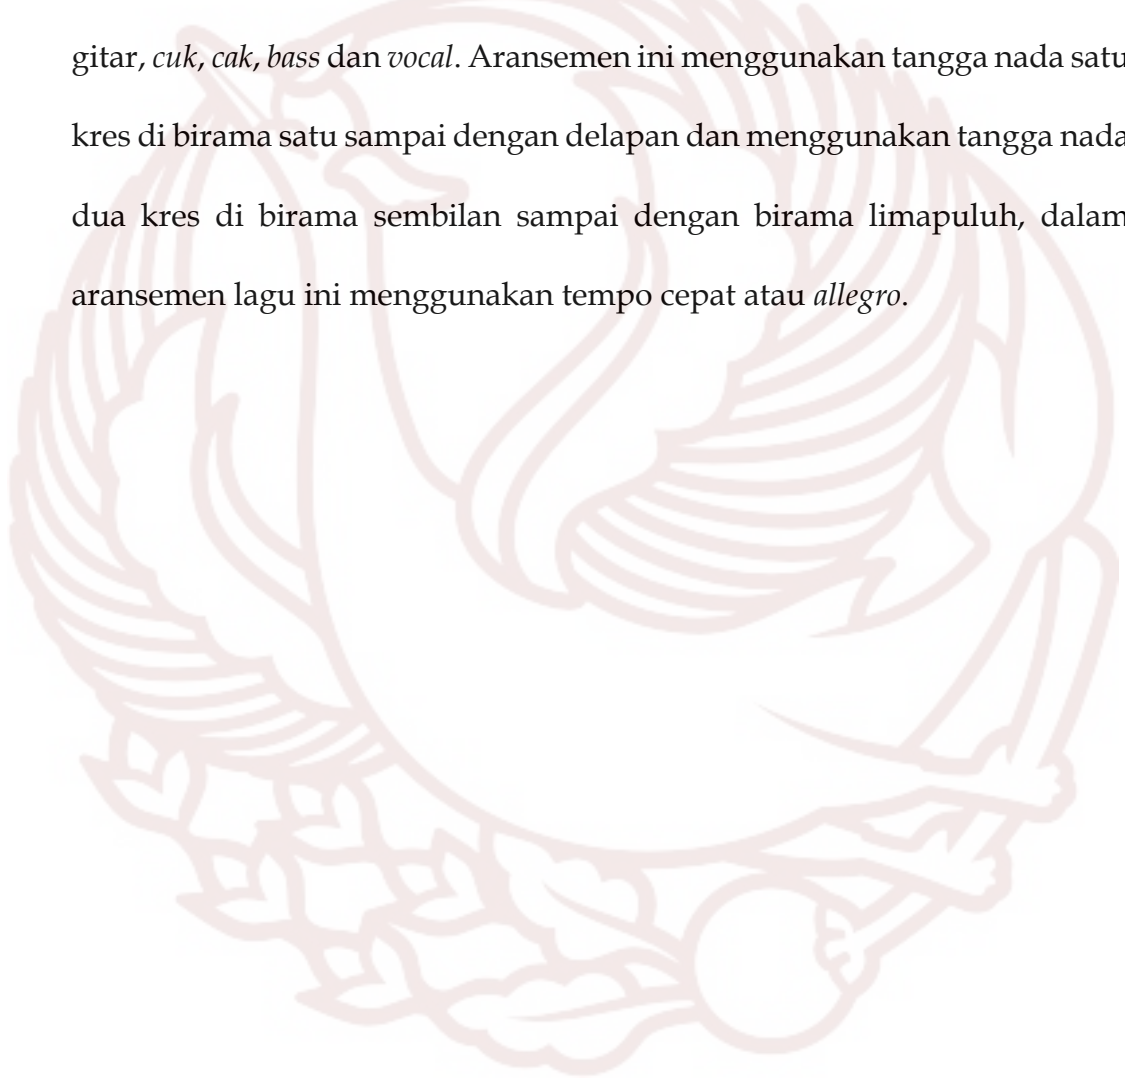 gitar, cuk, cak, bass dan vocal. Aransemen ini menggunakan tangga nada satu
kres di birama satu sampai dengan delapan dan menggunakan tangga nada
dua kres di birama sembilan sampai dengan birama limapuluh, dalam
aransemen lagu ini menggunakan tempo cepat atau allegro.